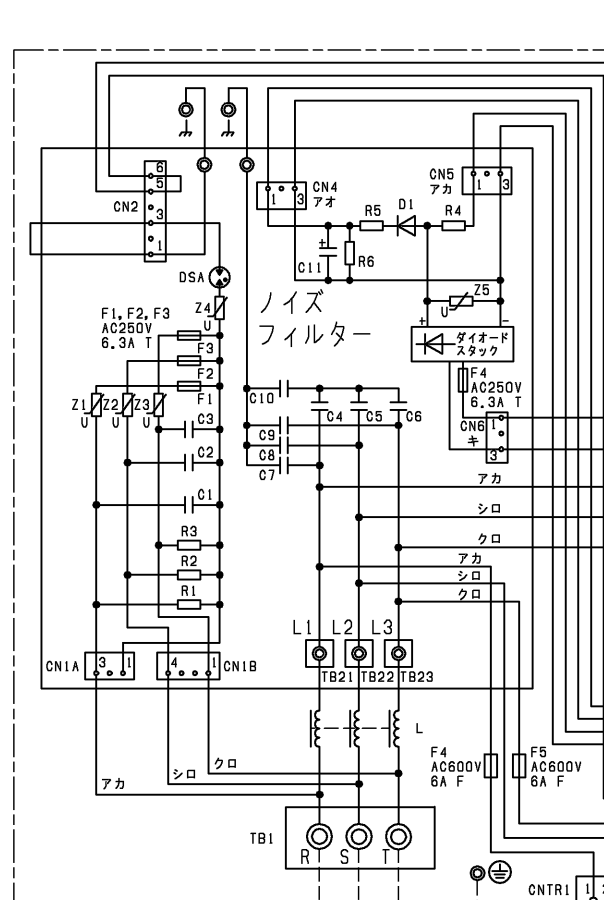 6
5
CN2
3
1
CN4
アオ
1
3
CN5
アカ
1
3
R5
D1
R4
C11
R6
DSA
Z4
U
ノイズ
フィルター
Z5
U
+
−
ダイオード
スタック
F1,F2,F3
AC250V
6.3A T
F3
F2
F1
F4
AC250V
6.3A T
Z1
U
Z2
U
Z3
U
C10
C4
C5
C6
C3
C9
C8
C7
CN6
キ
1
3
C2
C1
アカ
シロ
クロ
R3
R2
R1
アカ
シロ
クロ
L1
L2
L3
CN1A
3
1
4
1
CN1B
TB21
TB22
TB23
L
クロ
シロ
アカ
F4
AC600V
6A F
F5
AC600V
6A F
TB1
R
S
T
CNTR1
1